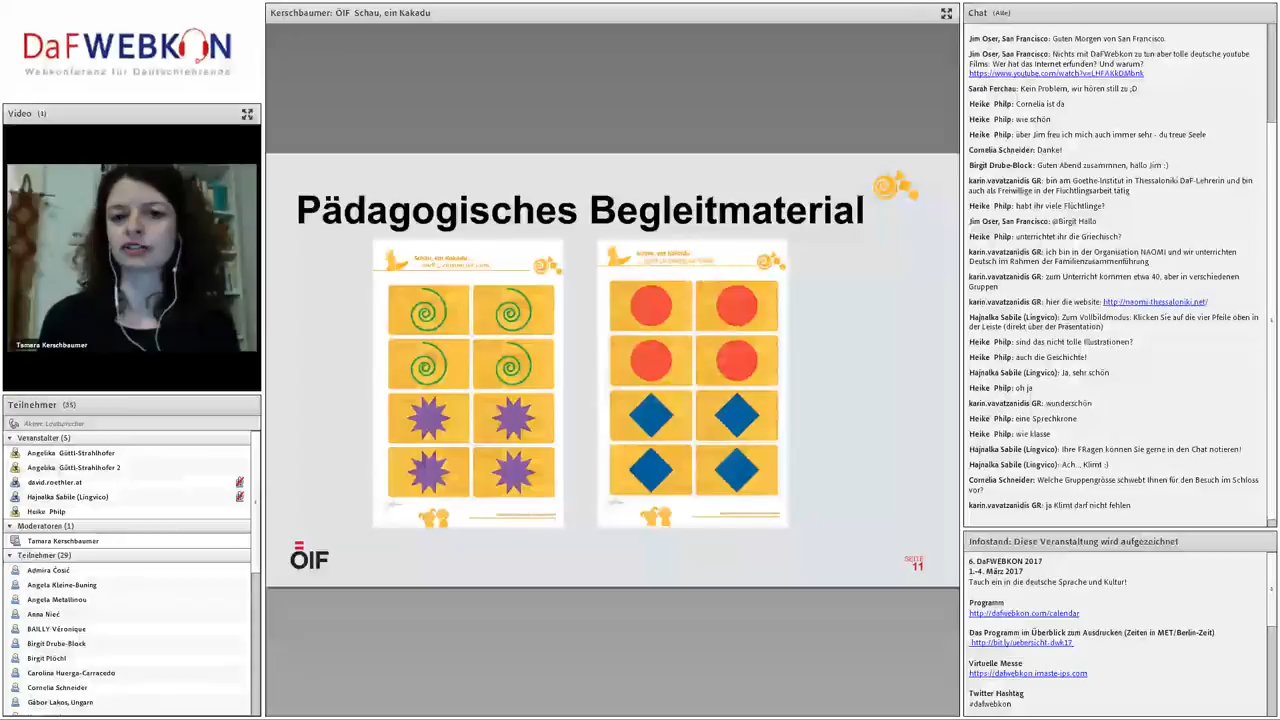 DaFWEBKON
Webkonferenz für Deutschlehrende
Video (1)
Tamara Kerschbaumer
Teilnehmer (35)
Veranstalter (5)
Angelika Güttl-Strahlhofer
Angelika Güttl-Strahlhofer 2
david.roethler.at
Hajnalka Sabile (Lingvico)
Heike Philp
Moderatoren (1)
Tamara Kerschbaumer
Teilnehmer (29)
Admira Ćosić
Angela Kleine-Büning
Angela Metallinou
Anna Nieć
BAILLY Véronique
Birgit Drube-Block
Birgit Plöchl
Carolina Huerga-Carracedo
Cornelia Schneider
Gábor Lakos, Ungarn
Kerschbaumer: ÖIF Schau, ein Kakadu
Pädagogisches Begleitmaterial
Schau, ein Kakadu
Schau, ein Kakadu
ÖIF
SEITE
11
Chat (Alle)
Jim Oser, San Francisco: Guten Morgen von San Francisco.
Jim Oser, San Francisco: Nichts mit DaFWebkon zu tun aber tolle deutsche youtube
Films: Wer hat das Internet erfunden? Und warum?
https://www.youtube.com/watch?v=LHFAKkDMbnk
Sarah Ferchau: Kein Problem, wir hören still zu ;D
Heike Philp: Cornelia ist da
Heike Philp: wie schön
Heike Philp: über Jim freu ich mich auch immer sehr - du treue Seele
Cornelia Schneider: Danke!
Birgit Drube-Block: Guten Abend zusammnen, hallo Jim :)
karin.vavatzanidis GR: bin am Goethe-Institut in Thessaloniki DaF-Lehrerin und bin
auch als Freiwillige in der Flüchtlingsarbeit tätig
Heike Philp: habt ihr viele Flüchtlinge?
Jim Oser, San Francisco: @Birgit Hallo
Heike Philp: unterrichtet ihr die Griechisch?
karin.vavatzanidis GR: ich bin in der Organisation NAOMI und wir unterrichten
Deutsch im Rahmen der Familienzusammenführung
karin.vavatzanidis GR: zum Unterricht kommen etwa 40, aber in verschiedenen
Gruppen
karin.vavatzanidis GR: hier die website: http://naomi-thessaloniki.net/
Hajnalka Sabile (Lingvico): Zum Vollbildmodus: Klicken Sie auf die vier Pfeile oben in
der Leiste (direkt über der Präsentation)
Heike Philp: sind das nicht tolle Illustrationen?
Heike Philp: auch die Geschichte!
Hajnalka Sabile (Lingvico): Ja, sehr schön
Heike Philp: oh ja
karin.vavatzanidis GR: wunderschön
Heike Philp: eine Sprechkrone
Heike Philp: wie klasse
Hajnalka Sabile (Lingvico): Ihre FRagen können Sie gerne in den Chat notieren!
Hajnalka Sabile (Lingvico): Ach.., Klimt :)
Cornelia Schneider: Welche Gruppengrösse schwebt Ihnen für den Besuch im Schloss
vor?
karin.vavatzanidis GR: ja Klimt darf nicht fehlen
Infostand: Diese Veranstaltung wird aufgezeichnet
6. DaFWEBKON 2017
1.-4. März 2017
Tauch ein in die deutsche Sprache und Kultur!
Programm
http://dafwebkon.com/calendar
Das Programm im Überblick zum Ausdrucken (Zeiten in MET/Berlin-Zeit)
http://bit.ly/uebersicht-dwk17
Virtuelle Messe
https://dafwebkon.imaste-ips.com
Twitter Hashtag
#dafwebkon